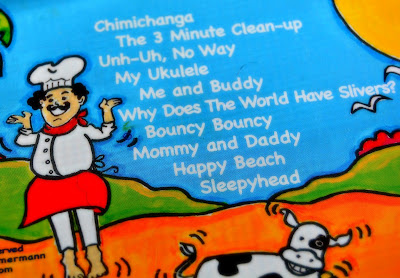 Chimichanga
The 3 Minute Clean-up
Unh-Uh, No Way
My Ukulele
Me and Buddy
Why Does The World Have Slivers?
Bouncy Bouncy
Mommy and Daddy
Happy Beach
Sleepyhead